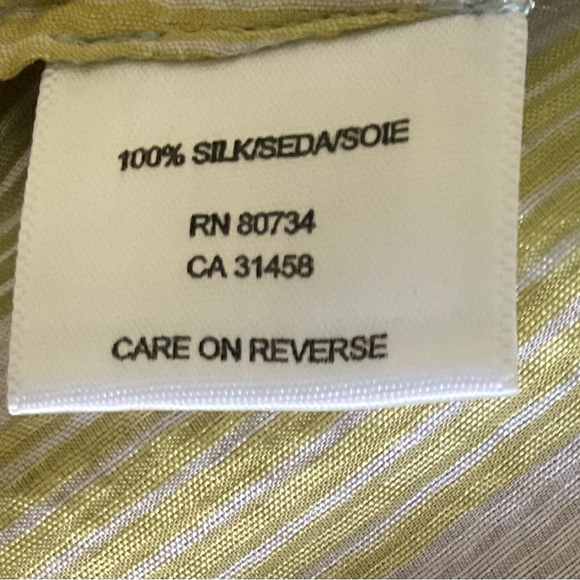 100% SILK/SEDA/SOIE
RN 80734
CA 31458
CARE ON REVERSE